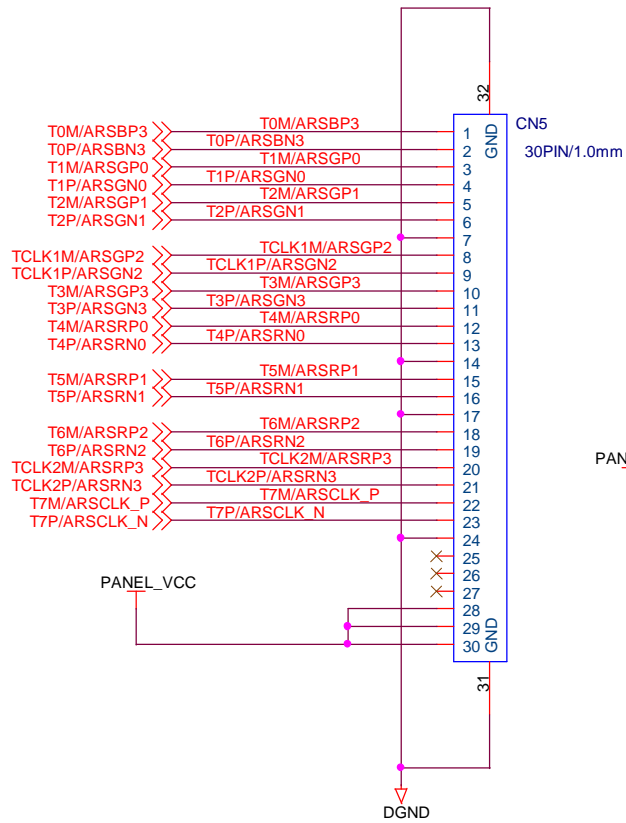 32
CN5
GND
30PIN/1.0mm
T0M/ARSBP3 T0M/ARSBP3 1
T0P/ARSBN3 T0P/ARSBN3 2
T1M/ARSGP0 T1M/ARSGP0 3
T1P/ARSGN0 T1P/ARSGN0 4
T2M/ARSGP1 T2M/ARSGP1 5
T2P/ARSGN1 T2P/ARSGN1 6
7
TCLK1M/ARSGP2 TCLK1M/ARSGP2 8
TCLK1P/ARSGN2 TCLK1P/ARSGN2 9
T3M/ARSGP3 T3M/ARSGP3 10
T3P/ARSGN3 T3P/ARSGN3 11
T4M/ARSRP0 T4M/ARSRP0 12
T4P/ARSRN0 T4P/ARSRN0 13
14
T5M/ARSRP1 T5M/ARSRP1 15
T5P/ARSRN1 T5P/ARSRN1 16
17
T6M/ARSRP2 T6M/ARSRP2 18
T6P/ARSRN2 T6P/ARSRN2 19
TCLK2M/ARSRP3 TCLK2M/ARSRP3 20
TCLK2P/ARSRN3 TCLK2P/ARSRN3 21
T7M/ARSCLK_P T7M/ARSCLK_P 22
T7P/ARSCLK_N T7P/ARSCLK_N 23
24
25
26
27
PANEL_VCC 28
29
30
GND
31
DGND
PAN